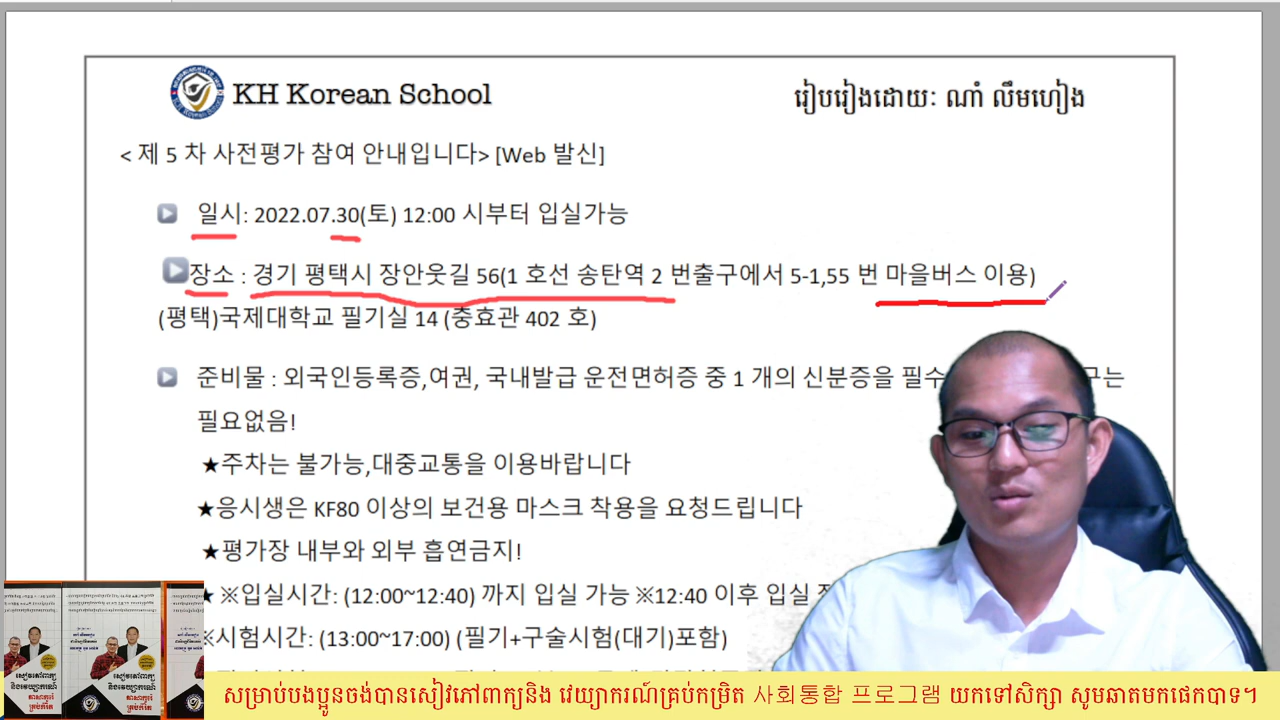 KH Korean School
រៀបរៀងដោយ: ណាំ លឹមហៀង
< 제 5 차 사전평가 참여 안내입니다> [Web 발신]
일시: 2022.07.30(토) 12:00 시부터 입실가능
장소 : 경기 평택시 장안웃길 56(1 호선 송탄역 2 번출구에서 5-1,55 번 마을버스 이용)
(평택)국제대학교 필기실 14 (충효관 402 호)
준비물 : 외국인등록증,여권, 국내발급 운전면허증 중 1 개의 신분증을 필수
필요없음!
★주차는 불가능,대중교통을 이용바랍니다
★응시생은 KF80 이상의 보건용 마스크 착용을 요청드립니다
★평가장 내부와 외부 흡연금지!
★ ※입실시간: (12:00~12:40) 까지 입실 가능 ※12:40 이후 입실
※시험시간: (13:00~17:00) (필기+구술시험(대기)포함)
សម្រាប់បងប្អូនចង់បានសៀវភៅពាក្យនិង វេយ្យាករណ៍គ្រប់កម្រិត 사회통합 프로그램 យកទៅសិក្សា សូមឆាតមកផេកបាទ។